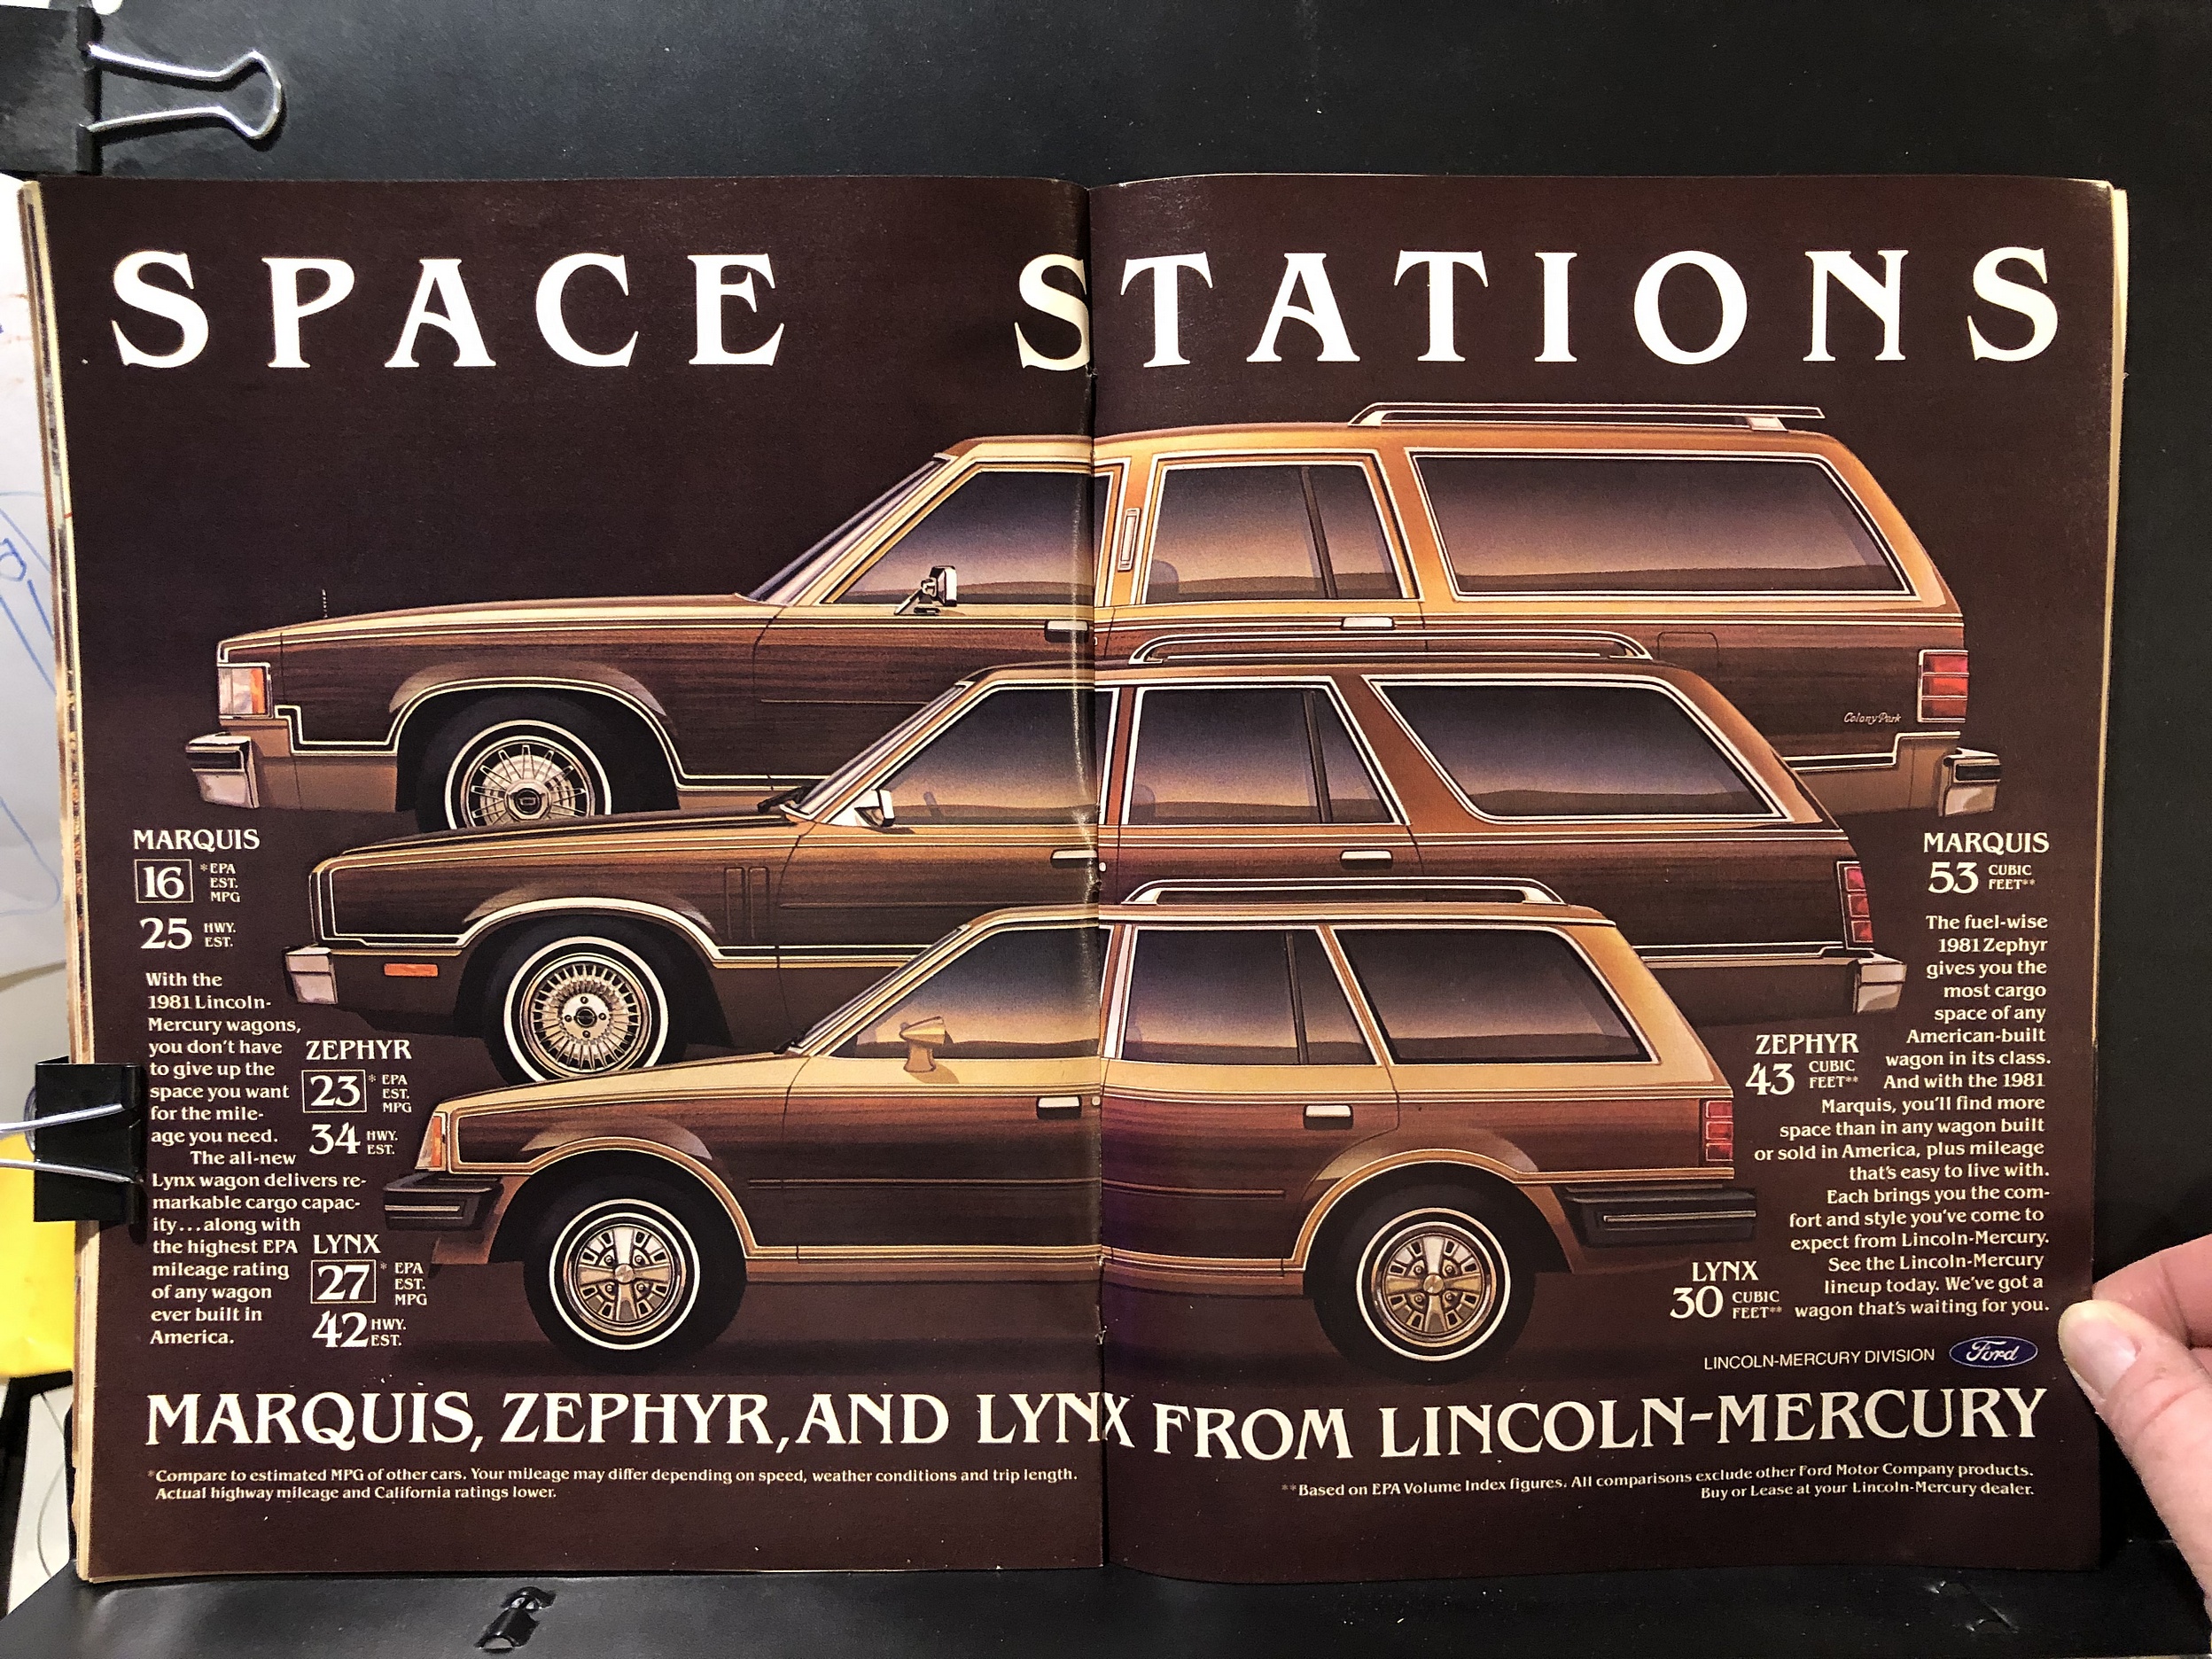 SPACE STATIONS
Colony Park
MARQUIS
16 *EPA
EST.
MPG
25 HWY.
EST.
With the
1981 Lincoln-
Mercury wagons,
you don't have
to give up the
space you want
for the mile-
age you need.
The all-new
Lynx wagon delivers re-
markable cargo capac-
ity...along with
the highest EPA
mileage rating
of any wagon
ever built in
America.
ZEPHYR
23 *EPA
EST.
MPG
34 HWY.
EST.
LYNX
27 *EPA
EST.
MPG
42 HWY.
EST.
MARQUIS
53 CUBIC
FEET**
The fuel-wise
1981 Zephyr
gives you the
most cargo
space of any
American-built
wagon in its class.
And with the 1981
Marquis, you'll find more
space than in any wagon built
or sold in America, plus mileage
that's easy to live with.
Each brings you the com-
fort and style you've come to
expect from Lincoln-Mercury.
See the Lincoln-Mercury
lineup today. We've got a
wagon that's waiting for you.
ZEPHYR
43 CUBIC
FEET**
LYNX
30 CUBIC
FEET**
LINCOLN-MERCURY DIVISION Ford
MARQUIS, ZEPHYR, AND LYNX FROM LINCOLN-MERCURY
*Compare to estimated MPG of other cars. Your mileage may differ depending on speed, weather conditions and trip length.
Actual highway mileage and California ratings lower.
**Based on EPA Volume Index figures. All comparisons exclude other Ford Motor Company products.
Buy or Lease at your Lincoln-Mercury dealer.